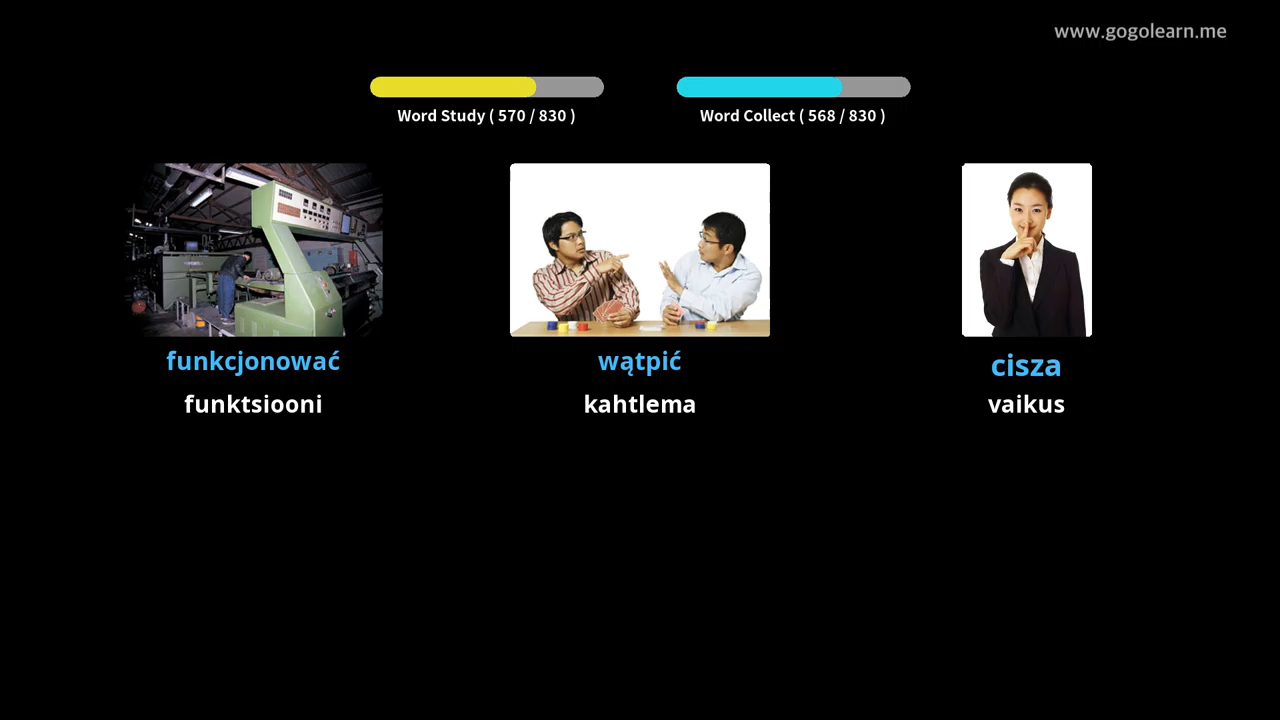 www.gogolearn.me
Word Study ( 570 / 830 )
Word Collect ( 568 / 830 )
funkcjonować
funktsiooni
wątpić
kahtlema
cisza
vaikus